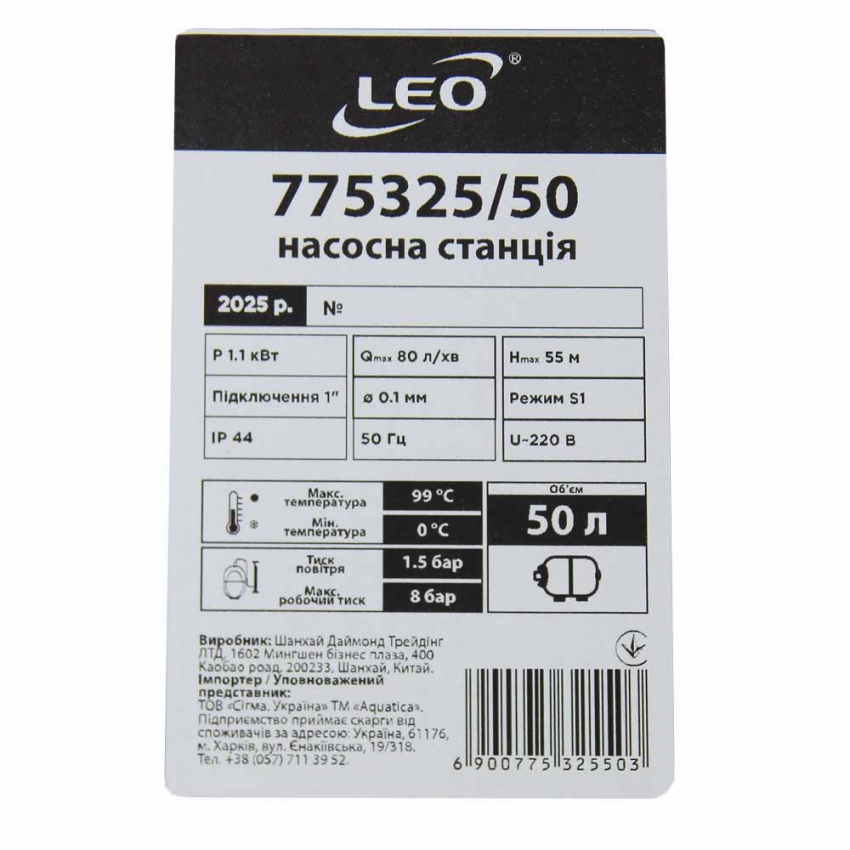 LEO®
775325/50
насосна станція
2025 р. №
P 1.1 кВт Qmax 80 л/хв Hmax 55 м
Підключення 1" ø 0.1 мм Режим S1
IP 44 50 Гц U~220 В
Макс.
температура 99 °C
Мін.
температура 0 °C
Об'єм
50 л
Тиск
повітря 1.5 бар
Макс.
робочий тиск 8 бар
Виробник: Шанхай Даймонд Трейдінг
ЛТД, 1602 Мингшен бізнес плаза, 400
Каобао роад, 200233, Шанхай, Китай.
Імпортер / Уповноважений
представник:
ТОВ «Сігма. Україна» ТМ «Aquatica».
Підприємство приймає скарги від
споживачів за адресою: Україна, 61176,
м. Харків, вул. Єнакіївська, 19/318.
Тел. +38 (057) 711 39 52.
6 900775 325503